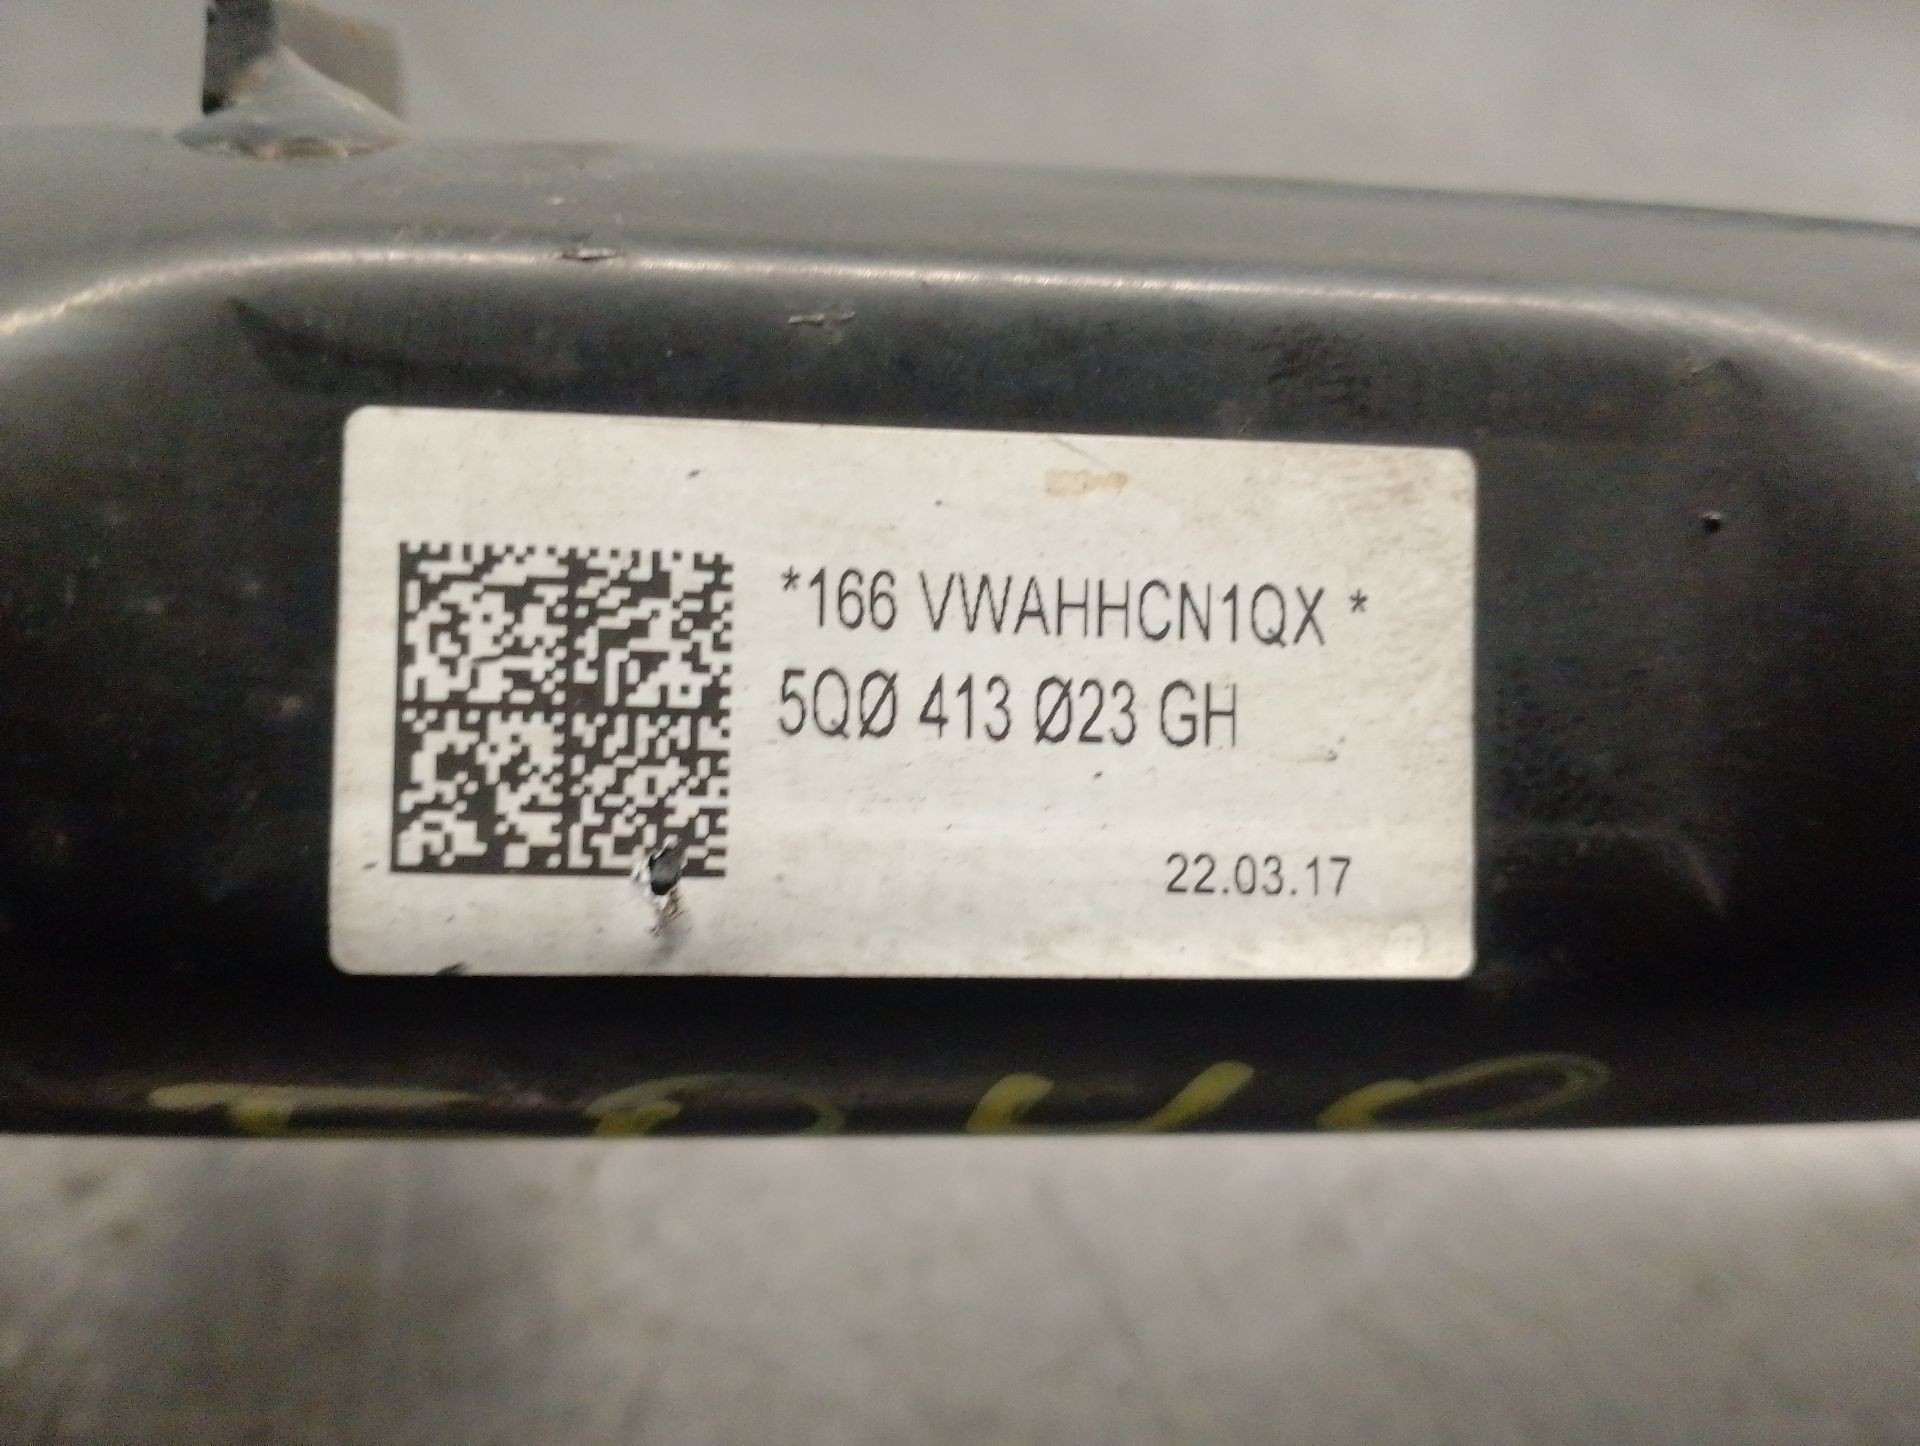 *166 VWAHHCN1QX *
5QØ 413 Ø23 GH
22.03.17